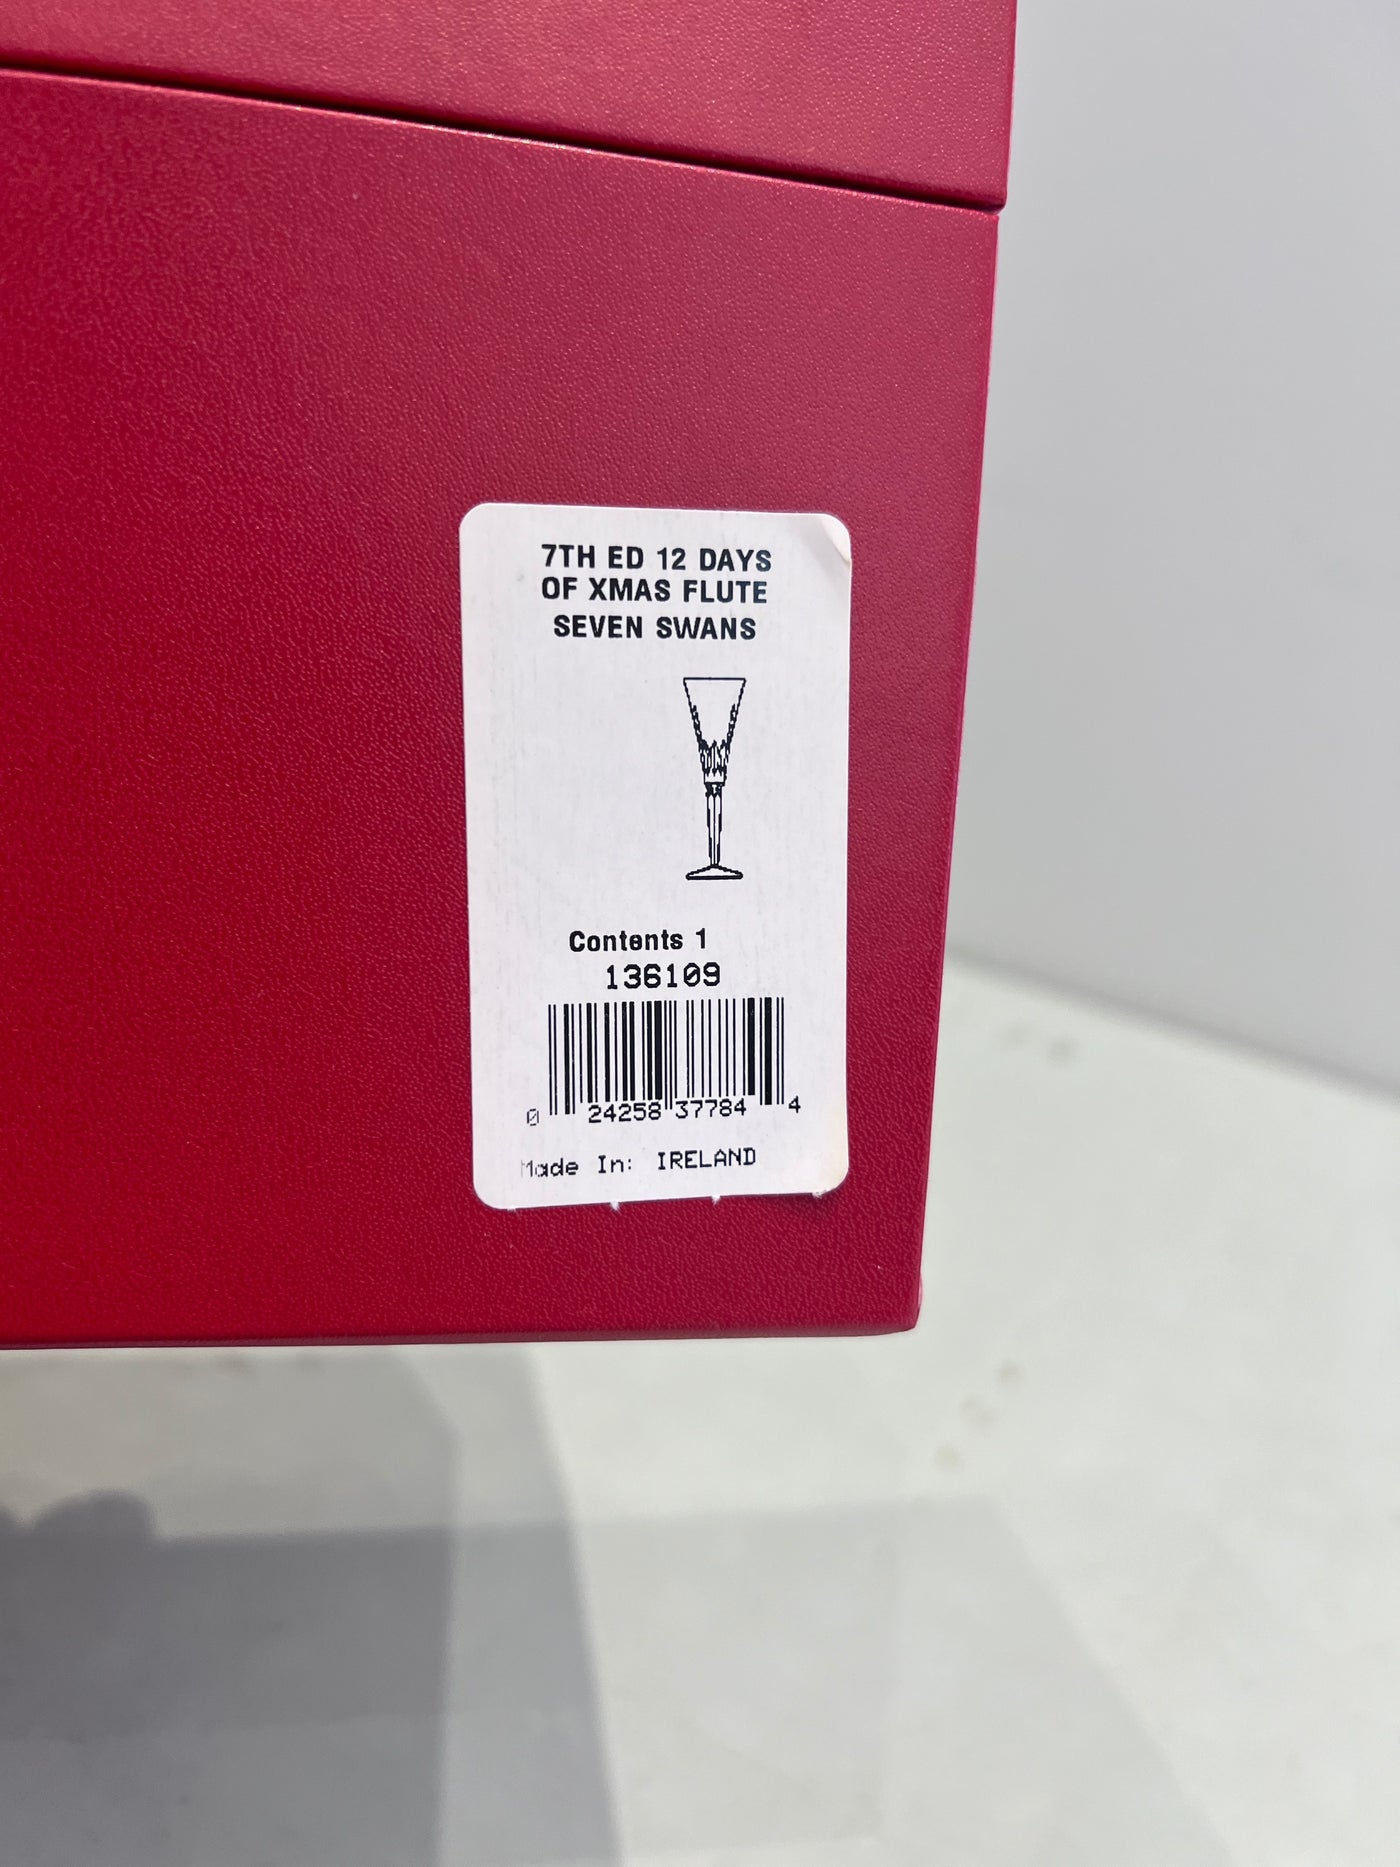 7TH ED 12 DAYS
OF XMAS FLUTE
SEVEN SWANS
Contents 1
136109
0 24258 37784 4
Made In: IRELAND